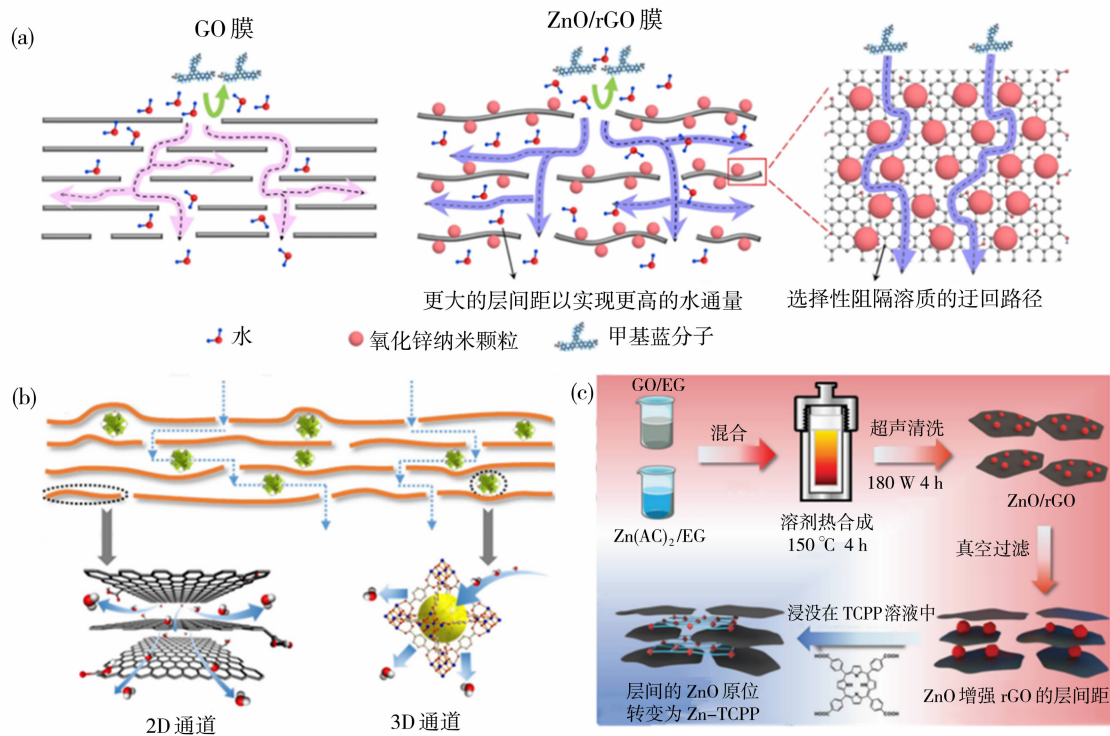 (a)
GO 膜
ZnO/rGO 膜
更大的层间距以实现更高的水通量
选择性阻隔溶质的迂回路径
水
氧化锌纳米颗粒
甲基蓝分子
(b)
2D 通道
3D 通道
(c)
GO/EG
混合
超声清洗
180 W 4 h
Zn(AC)₂/EG
溶剂热合成
150 ℃ 4 h
ZnO/rGO
真空过滤
浸没在 TCPP 溶液中
HOOC
COOH
HOOC
COOH
层间的 ZnO 原位
转变为 Zn-TCPP
ZnO 增强 rGO 的层间距